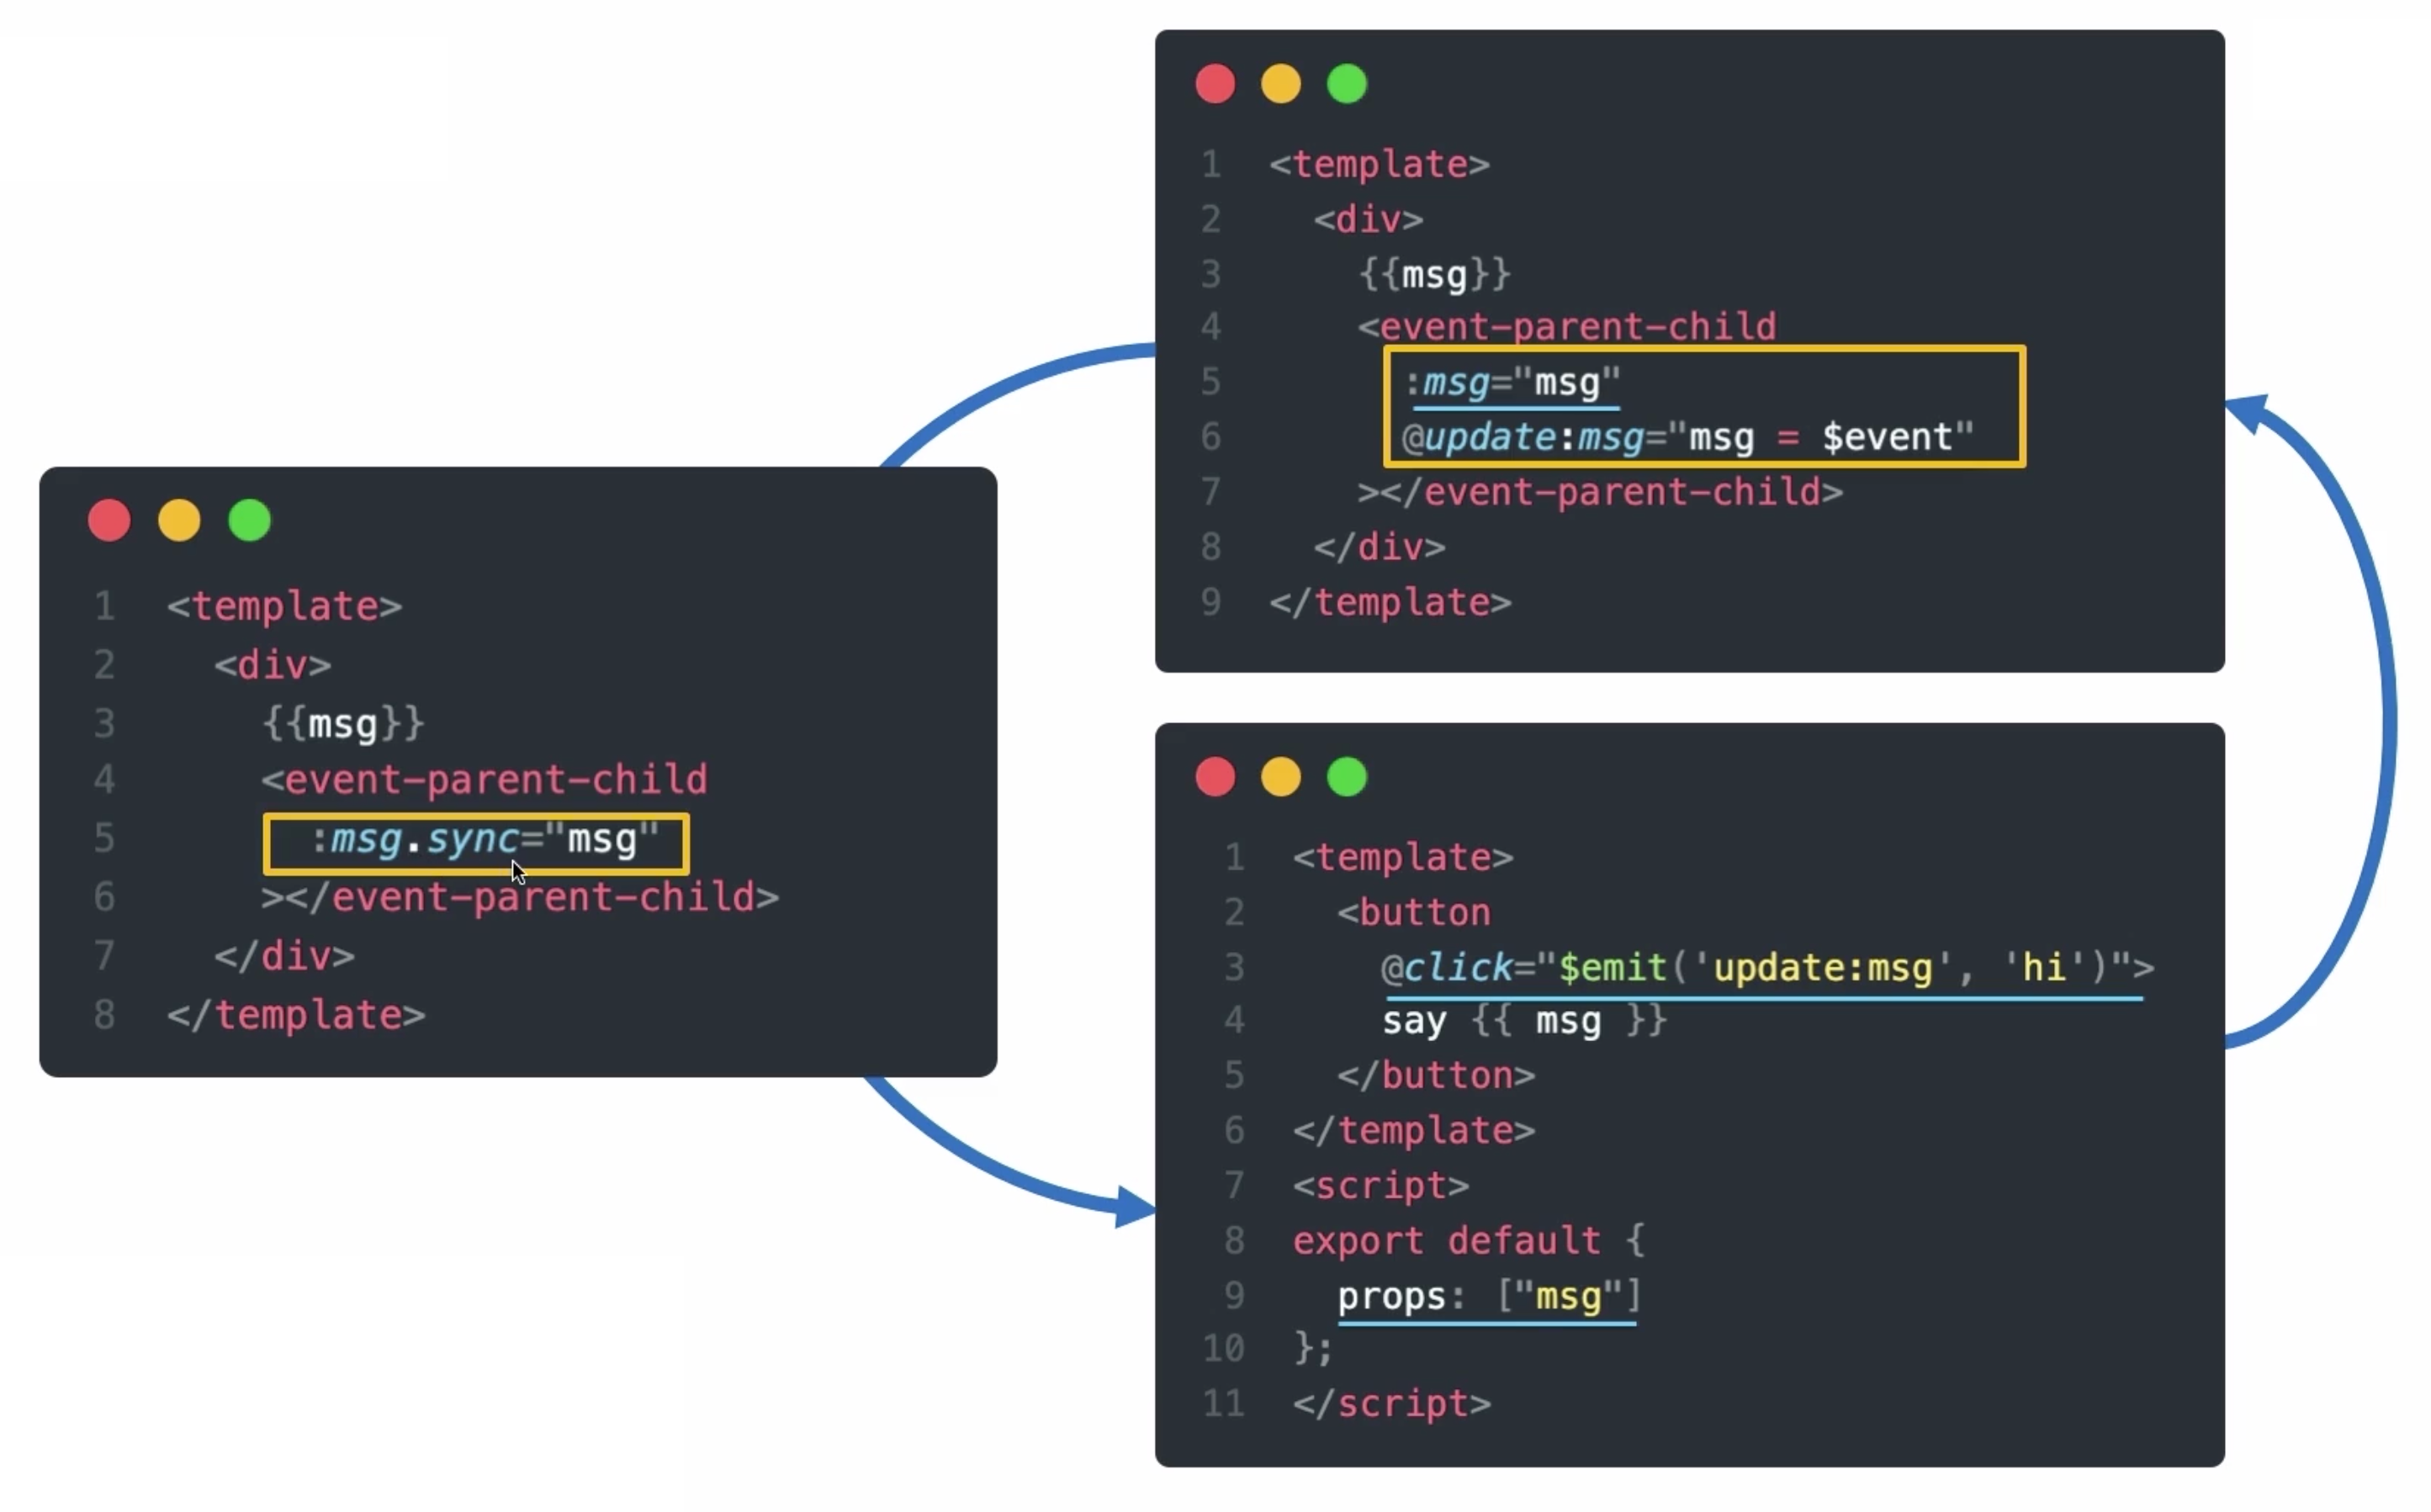 1 <template>
2   <div>
3     {{msg}}
4     <event-parent-child
5       :msg="msg"
6       @update:msg="msg = $event"
7     ></event-parent-child>
8   </div>
9 </template>
1 <template>
2   <div>
3     {{msg}}
4     <event-parent-child
5       :msg.sync="msg"
6     ></event-parent-child>
7   </div>
8 </template>
1 <template>
2   <button
3     @click="$emit('update:msg', 'hi')">
4     say {{ msg }}
5   </button>
6 </template>
7 <script>
8 export default {
9   props: ["msg"]
10 };
11 </script>